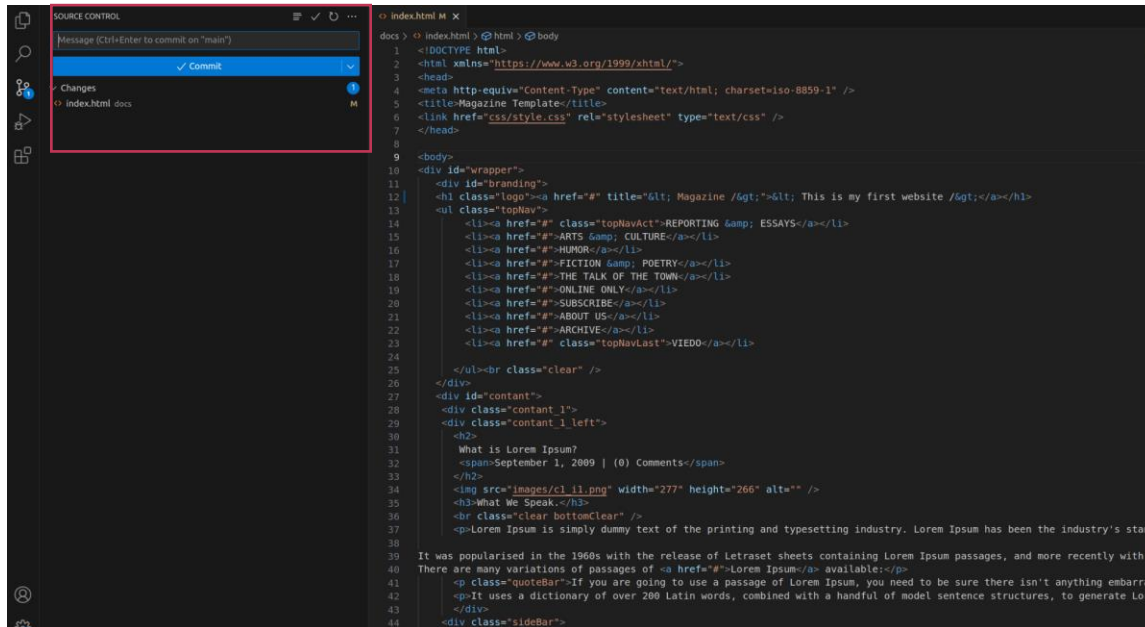 SOURCE CONTROL
Message (Ctrl+Enter to commit on "main")
Commit
Changes
1
index.html docs
M
1
index.html M
docs > index.html > html > body
1 <!DOCTYPE html>
2 <html xmlns="https://www.w3.org/1999/xhtml/">
3 <head>
4 <meta http-equiv="Content-Type" content="text/html; charset=iso-8859-1" />
5 <title>Magazine Template</title>
6 <link href="css/style.css" rel="stylesheet" type="text/css" />
7 </head>
8
9 <body>
10 <div id="wrapper">
11 <div id="branding">
12 <h1 class="logo"><a href="#" title="&lt; Magazine /&gt;">&lt; This is my first website /&gt;</a></h1>
13 <ul class="topNav">
14 <li><a href="#" class="topNavAct">REPORTING &amp; ESSAYS</a></li>
15 <li><a href="#">ARTS &amp; CULTURE</a></li>
16 <li><a href="#">HUMOR</a></li>
17 <li><a href="#">FICTION &amp; POETRY</a></li>
18 <li><a href="#">THE TALK OF THE TOWN</a></li>
19 <li><a href="#">ONLINE ONLY</a></li>
20 <li><a href="#">SUBSCRIBE</a></li>
21 <li><a href="#">ABOUT US</a></li>
22 <li><a href="#">ARCHIVE</a></li>
23 <li><a href="#" class="topNavLast">VIEDO</a></li>
24
25 </ul><br class="clear" />
26 </div>
27 <div id="contant">
28 <div class="contant_1">
29 <div class="contant_1_left">
30 <h2>
31 What is Lorem Ipsum?
32 <span>September 1, 2009 | (0) Comments</span>
33 </h2>
34 <img src="images/c1_i1.png" width="277" height="266" alt="" />
35 <h3>What We Speak.</h3>
36 <br class="clear bottomClear" />
37 <p>Lorem Ipsum is simply dummy text of the printing and typesetting industry. Lorem Ipsum has been the industry's sta
38
39 It was popularised in the 1960s with the release of Letraset sheets containing Lorem Ipsum passages, and more recently with
40 There are many variations of passages of <a href="#">Lorem Ipsum</a> available:</p>
41 <p class="quoteBar">If you are going to use a passage of Lorem Ipsum, you need to be sure there isn't anything embarr
42 <p>It uses a dictionary of over 200 Latin words, combined with a handful of model sentence structures, to generate Lo
43 </div>
44 <div class="sideBar">